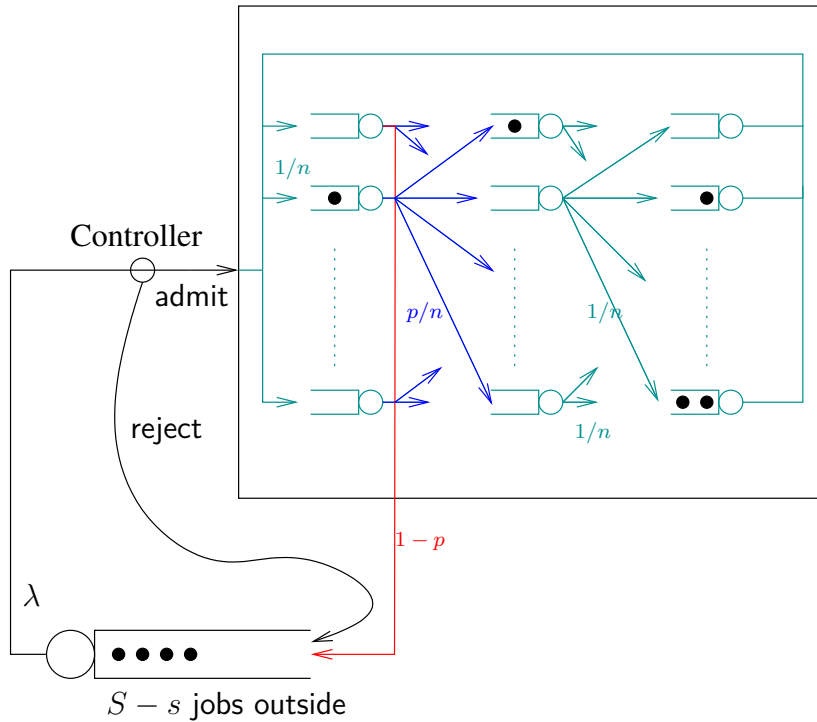 1/n
Controller
admit
p/n
1/n
reject
1/n
1 − p
λ
S − s jobs outside